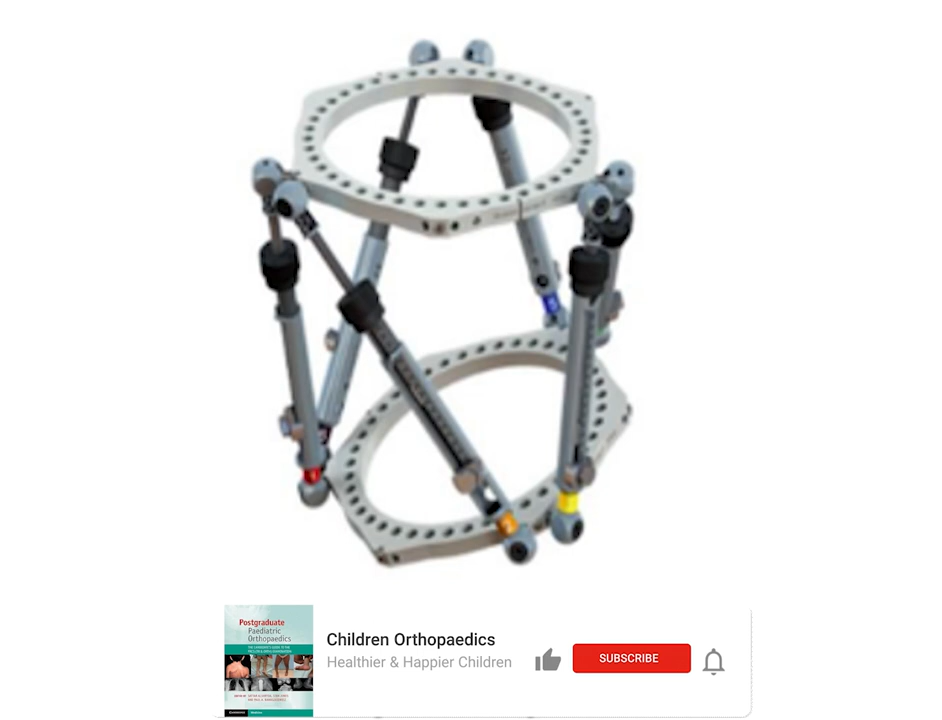 Postgraduate
Paediatric
Orthopaedics
Children Orthopaedics
Healthier & Happier Children
SUBSCRIBE